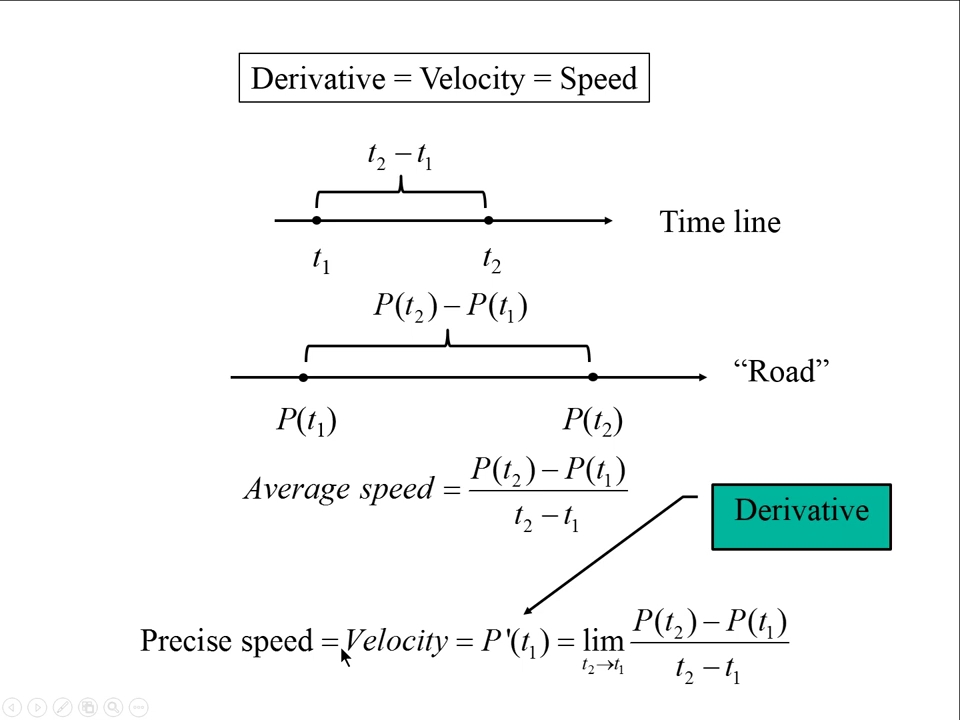 Derivative = Velocity = Speed
t₂ − t₁
Time line
t₁ t₂
P(t₂) − P(t₁)
“Road”
P(t₁) P(t₂)
Average speed = (P(t₂) − P(t₁)) / (t₂ − t₁)
Derivative
Precise speed = Velocity = P'(t₁) = lim t₂→t₁ (P(t₂) − P(t₁)) / (t₂ − t₁)